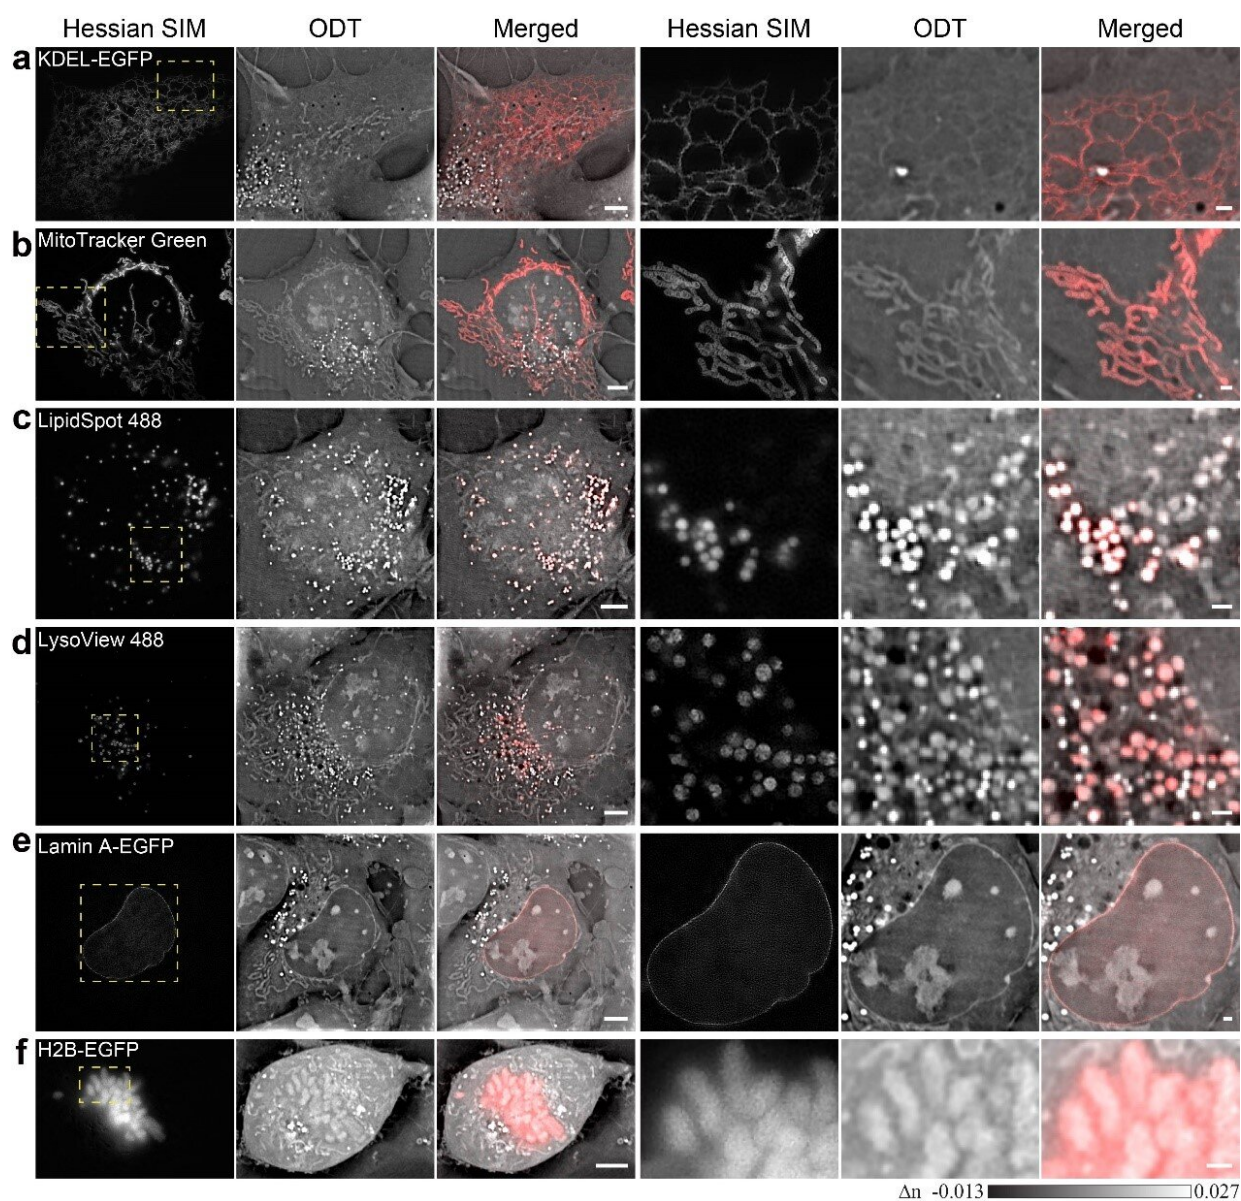 Hessian SIM ODT Merged Hessian SIM ODT Merged
a KDEL-EGFP
b MitoTracker Green
c LipidSpot 488
d LysoView 488
e Lamin A-EGFP
f H2B-EGFP
Δn -0.013 0.027